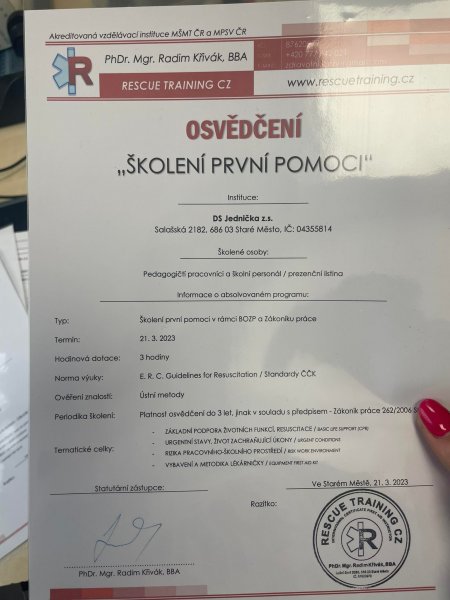 Akreditovaná vzdělávací instituce MŠMT ČR a MPSV ČR
R
PhDr. Mgr. Radim Křivák, BBA
RESCUE TRAINING CZ
www.rescuetraining.cz
OSVĚDČENÍ
„ŠKOLENÍ PRVNÍ POMOCI“
Instituce:
DS Jednička z.s.
Salašská 2182, 686 03 Staré Město, IČ: 04355814
Školené osoby:
Pedagogičtí pracovníci a školní personál / prezenční listina
Informace o absolvovaném programu:
Typ: Školení první pomoci v rámci BOZP a Zákoníku práce
Termín: 21. 3. 2023
Hodinová dotace: 3 hodiny
Norma výuky: E. R. C. Guidelines for Resuscitation / Standardy ČČK
Ověření znalostí: Ústní metody
Periodika školení: Platnost osvědčení do 3 let, jinak v souladu s předpisem - Zákoník práce 262/2006
Tematické celky:
- ZÁKLADNÍ PODPORA ŽIVOTNÍCH FUNKCÍ, RESUSCITACE / BASIC LIFE SUPPORT (CPR)
- URGENTNÍ STAVY, ŽIVOT ZACHRAŇUJÍCÍ ÚKONY / URGENT CONDITIONS
- RIZIKA PRACOVNÍHO-ŠKOLNÍHO PROSTŘEDÍ / RISK WORK ENVIRONMENT
- VYBAVENÍ A METODIKA LÉKÁRNIČKY / EQUIPMENT FIRST AID KIT
Statutární zástupce:
Ve Starém Městě, 21. 3. 2023
Razítko:
PhDr. Mgr. Radim Křivák, BBA
RESCUE TRAINING CZ
R
PhDr. Mgr. Radim Křivák, BBA